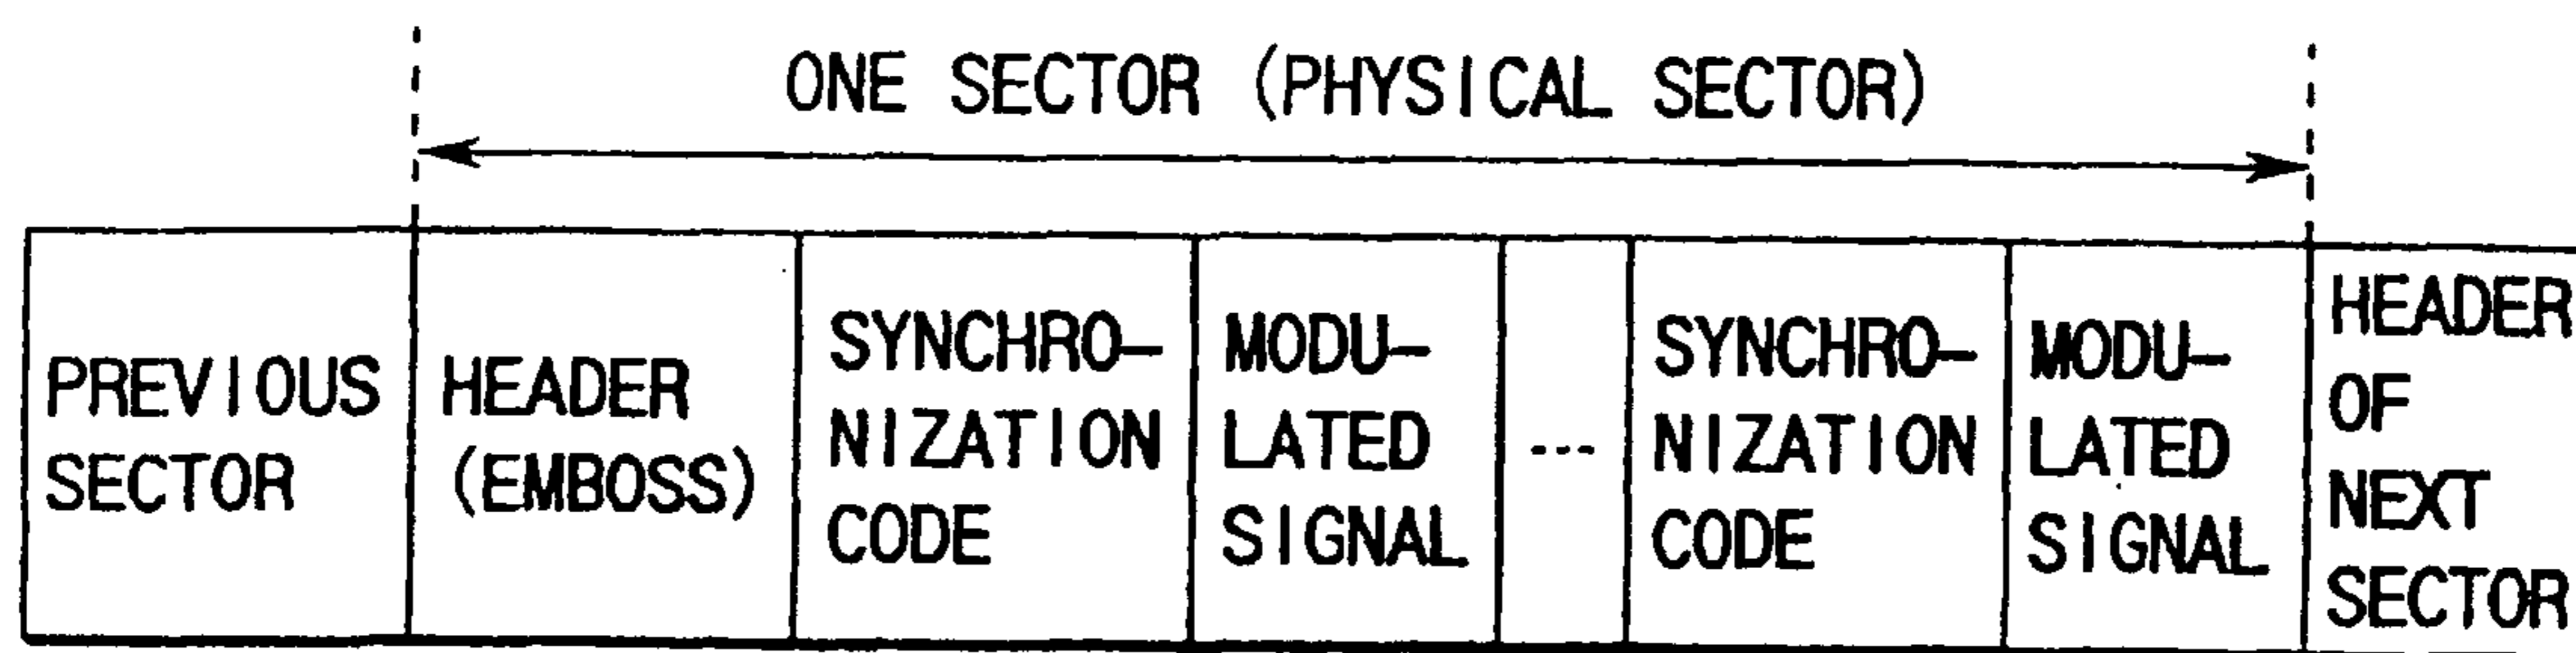 ONE SECTOR (PHYSICAL SECTOR)
PREVIOUS
SECTOR
HEADER
(EMBOSS)
SYNCHRO-
NIZATION
CODE
MODU-
LATED
SIGNAL
---
SYNCHRO-
NIZATION
CODE
MODU-
LATED
SIGNAL
HEADER
OF
NEXT
SECTOR